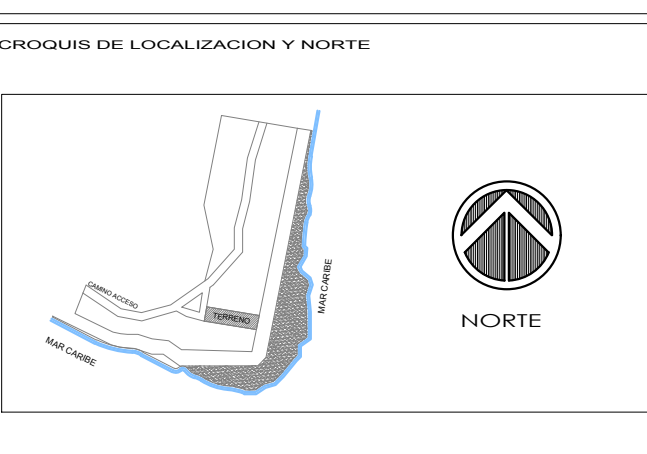 CROQUIS DE LOCALIZACION Y NORTE
CAMINO ACCESO
TERRENO
MAR CARIBE
MAR CARIBE
NORTE